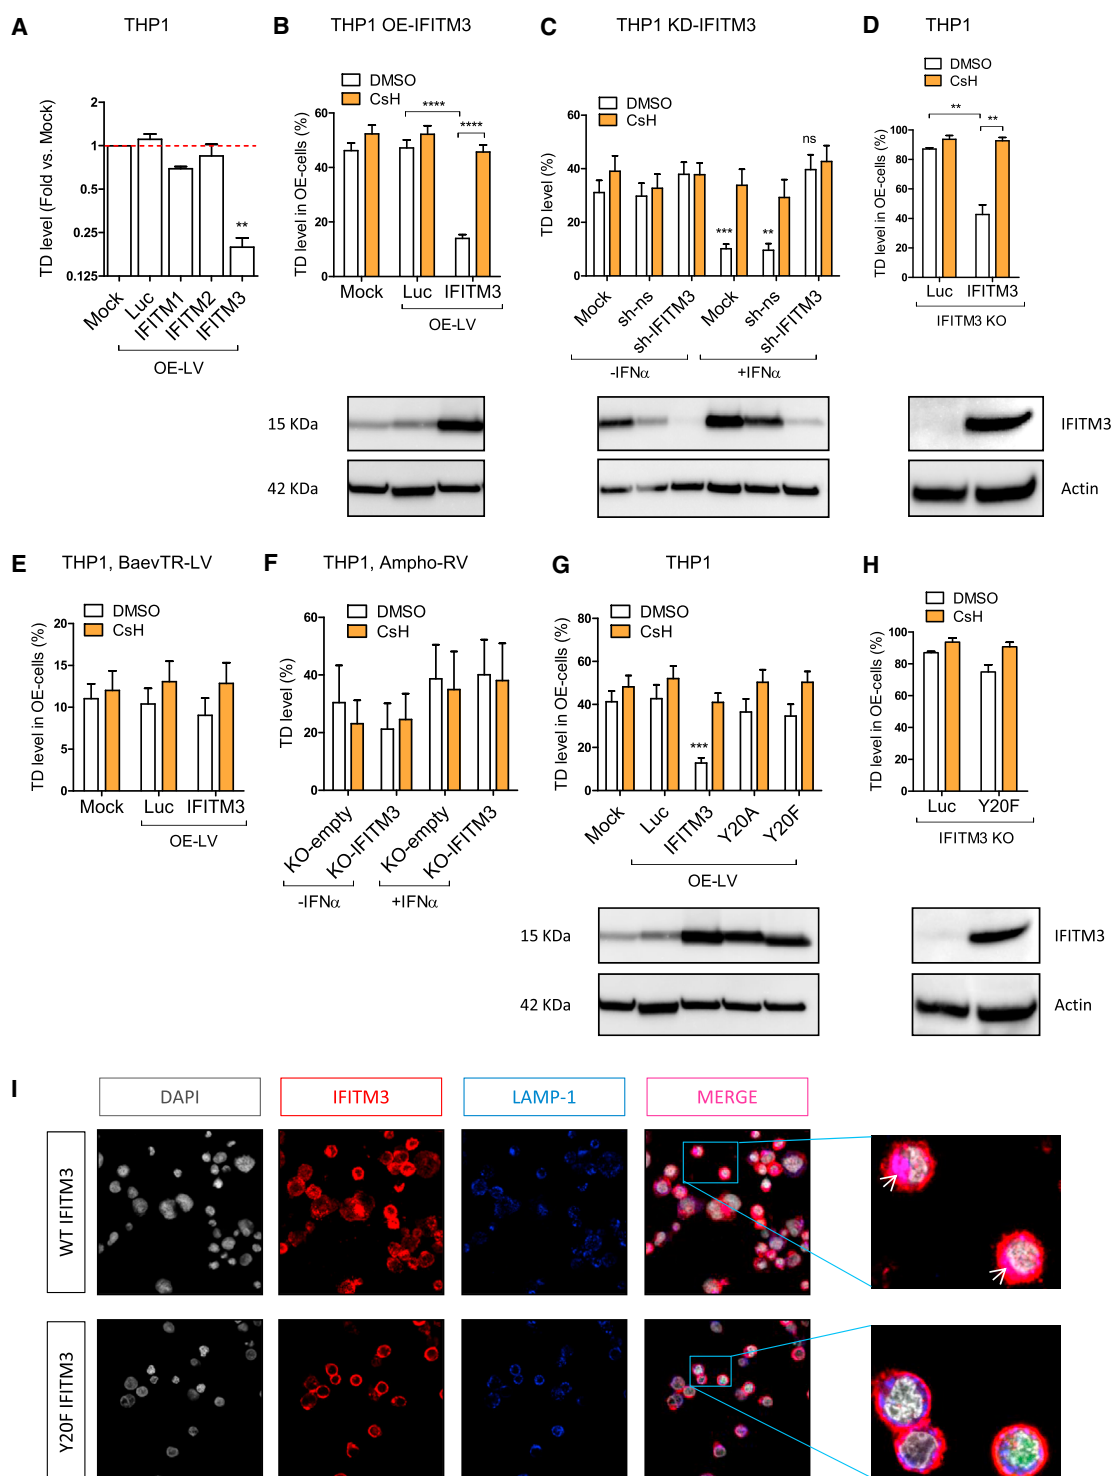 A THP1
TD level (Fold vs. Mock)
2
1
0.5
0.25
0.125
**
Mock
Luc
IFITM1
IFITM2
IFITM3
OE-LV
B THP1 OE-IFITM3
DMSO
CsH
TD level in OE-cells (%)
60
40
20
0
****
****
Mock
Luc
IFITM3
OE-LV
15 KDa
42 KDa
C THP1 KD-IFITM3
DMSO
CsH
TD level (%)
60
40
20
0
***
**
ns
Mock
sh-ns
sh-IFITM3
Mock
sh-ns
sh-IFITM3
-IFNα
+IFNα
D THP1
DMSO
CsH
TD level in OE-cells (%)
100
80
60
40
20
0
**
**
Luc
IFITM3
IFITM3 KO
IFITM3
Actin
E THP1, BaevTR-LV
DMSO
CsH
TD level in OE-cells (%)
20
15
10
5
0
Mock
Luc
IFITM3
OE-LV
F THP1, Ampho-RV
DMSO
CsH
TD level (%)
60
40
20
0
KO-empty
KO-IFITM3
KO-empty
KO-IFITM3
-IFNα
+IFNα
G THP1
DMSO
CsH
TD level in OE-cells (%)
80
60
40
20
0
***
Mock
Luc
IFITM3
Y20A
Y20F
OE-LV
15 KDa
42 KDa
H
DMSO
CsH
TD level in OE-cells (%)
100
80
60
40
20
0
Luc
Y20F
IFITM3 KO
IFITM3
Actin
I
DAPI
IFITM3
LAMP-1
MERGE
WT IFITM3
Y20F IFITM3